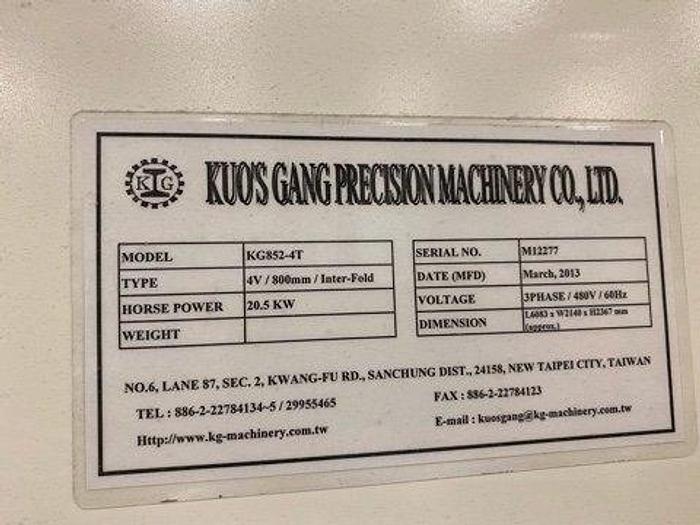 KG KUO'S GANG PRECISION MACHINERY CO., LTD.
MODEL KG852-4T
TYPE 4V / 800mm / Inter-Fold
HORSE POWER 20.5 KW
WEIGHT
SERIAL NO. M12277
DATE (MFD) March, 2013
VOLTAGE 3PHASE / 480V / 60Hz
DIMENSION L6083 x W2140 x H2367 mm
(approx.)
NO.6, LANE 87, SEC. 2, KWANG-FU RD., SANCHUNG DIST., 24158, NEW TAIPEI CITY, TAIWAN
TEL : 886-2-22784134~5 / 29955465
FAX : 886-2-22784123
Http://www.kg-machinery.com.tw
E-mail : kuosgang@kg-machinery.com.tw